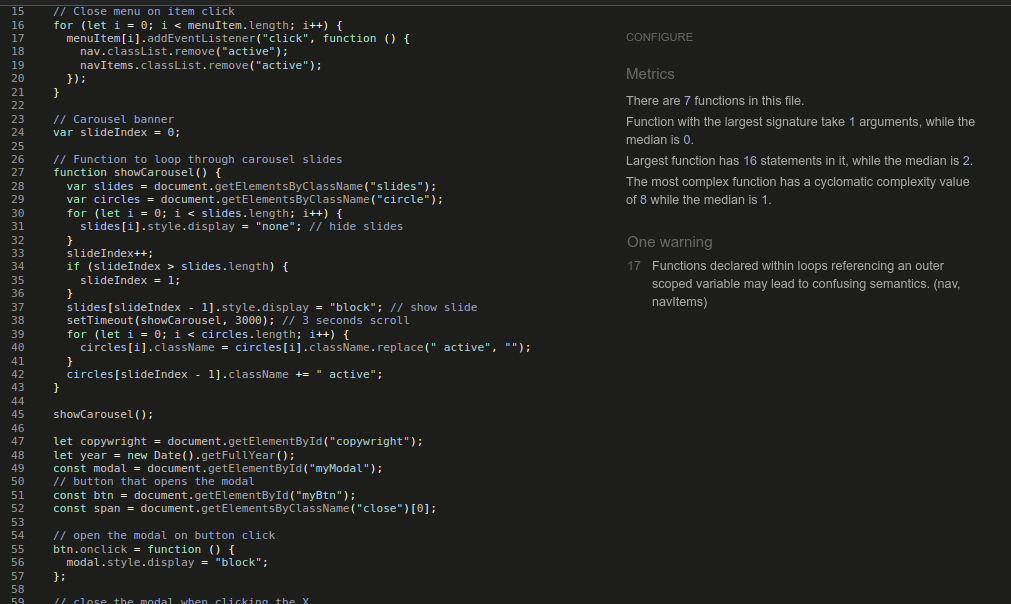 15 // Close menu on item click
16 for (let i = 0; i < menuItem.length; i++) {
17 menuItem[i].addEventListener("click", function () {
18 nav.classList.remove("active");
19 navItems.classList.remove("active");
20 });
21 }
22
23 // Carousel banner
24 var slideIndex = 0;
25
26 // Function to loop through carousel slides
27 function showCarousel() {
28 var slides = document.getElementsByClassName("slides");
29 var circles = document.getElementsByClassName("circle");
30 for (let i = 0; i < slides.length; i++) {
31 slides[i].style.display = "none"; // hide slides
32 }
33 slideIndex++;
34 if (slideIndex > slides.length) {
35 slideIndex = 1;
36 }
37 slides[slideIndex - 1].style.display = "block"; // show slide
38 setTimeout(showCarousel, 3000); // 3 seconds scroll
39 for (let i = 0; i < circles.length; i++) {
40 circles[i].className = circles[i].className.replace(" active", "");
41 }
42 circles[slideIndex - 1].className += " active";
43 }
44
45 showCarousel();
46
47 let copywright = document.getElementById("copywright");
48 let year = new Date().getFullYear();
49 const modal = document.getElementById("myModal");
50 // button that opens the modal
51 const btn = document.getElementById("myBtn");
52 const span = document.getElementsByClassName("close")[0];
53
54 // open the modal on button click
55 btn.onclick = function () {
56 modal.style.display = "block";
57 };
58
59 // close the modal when clicking the X
CONFIGURE
Metrics
There are 7 functions in this file.
Function with the largest signature take 1 arguments, while the
median is 0.
Largest function has 16 statements in it, while the median is 2.
The most complex function has a cyclomatic complexity value
of 8 while the median is 1.
One warning
17 Functions declared within loops referencing an outer
scoped variable may lead to confusing semantics. (nav,
navItems)